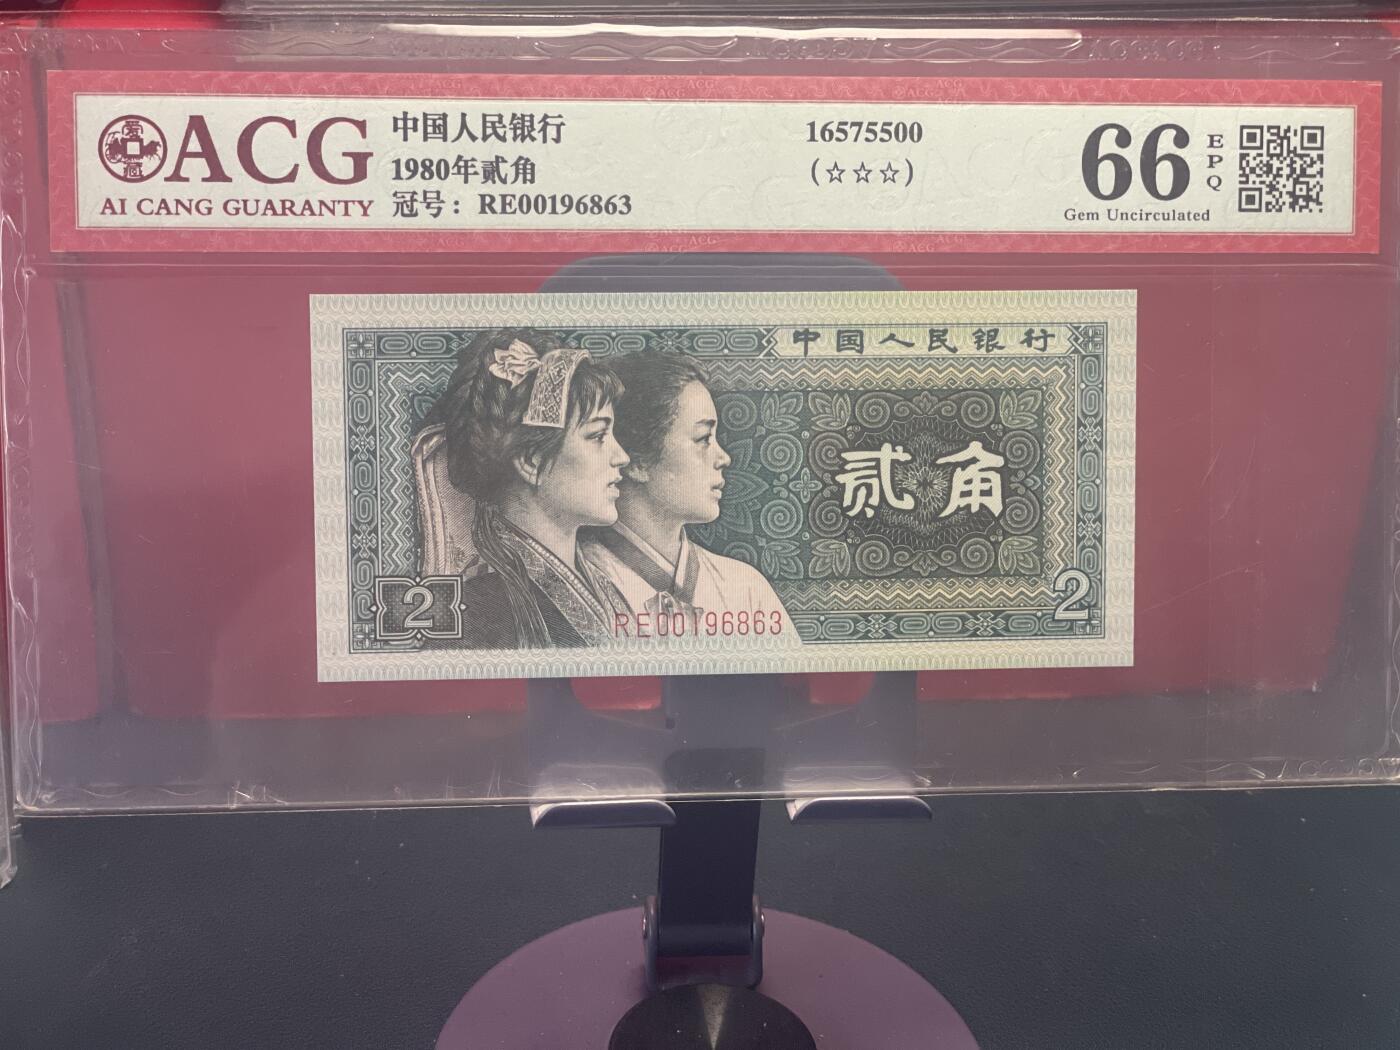 ACG
AI CANG GUARANTY
中国人民银行
1980年贰角
冠号：RE00196863
16575500
(☆☆☆)
66
EPQ
Gem Uncirculated
中国人民银行
贰角
2
2
RE00196863